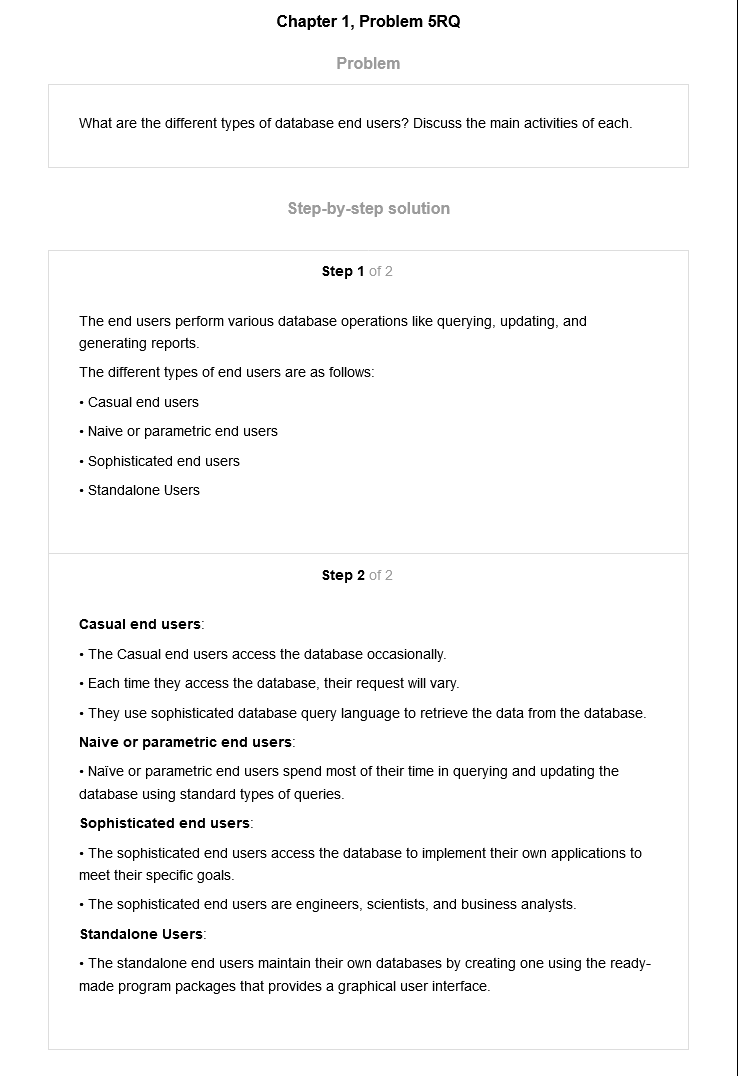 Chapter 1, Problem 5RQ
Problem
What are the different types of database end users? Discuss the main activities of each.
Step-by-step solution
Step 1 of 2
The end users perform various database operations like querying, updating, and
generating reports.
The different types of end users are as follows:
• Casual end users
• Naive or parametric end users
• Sophisticated end users
• Standalone Users
Step 2 of 2
Casual end users:
• The Casual end users access the database occasionally.
• Each time they access the database, their request will vary.
• They use sophisticated database query language to retrieve the data from the database.
Naive or parametric end users:
• Naïve or parametric end users spend most of their time in querying and updating the
database using standard types of queries.
Sophisticated end users:
• The sophisticated end users access the database to implement their own applications to
meet their specific goals.
• The sophisticated end users are engineers, scientists, and business analysts.
Standalone Users:
• The standalone end users maintain their own databases by creating one using the ready-
made program packages that provides a graphical user interface.